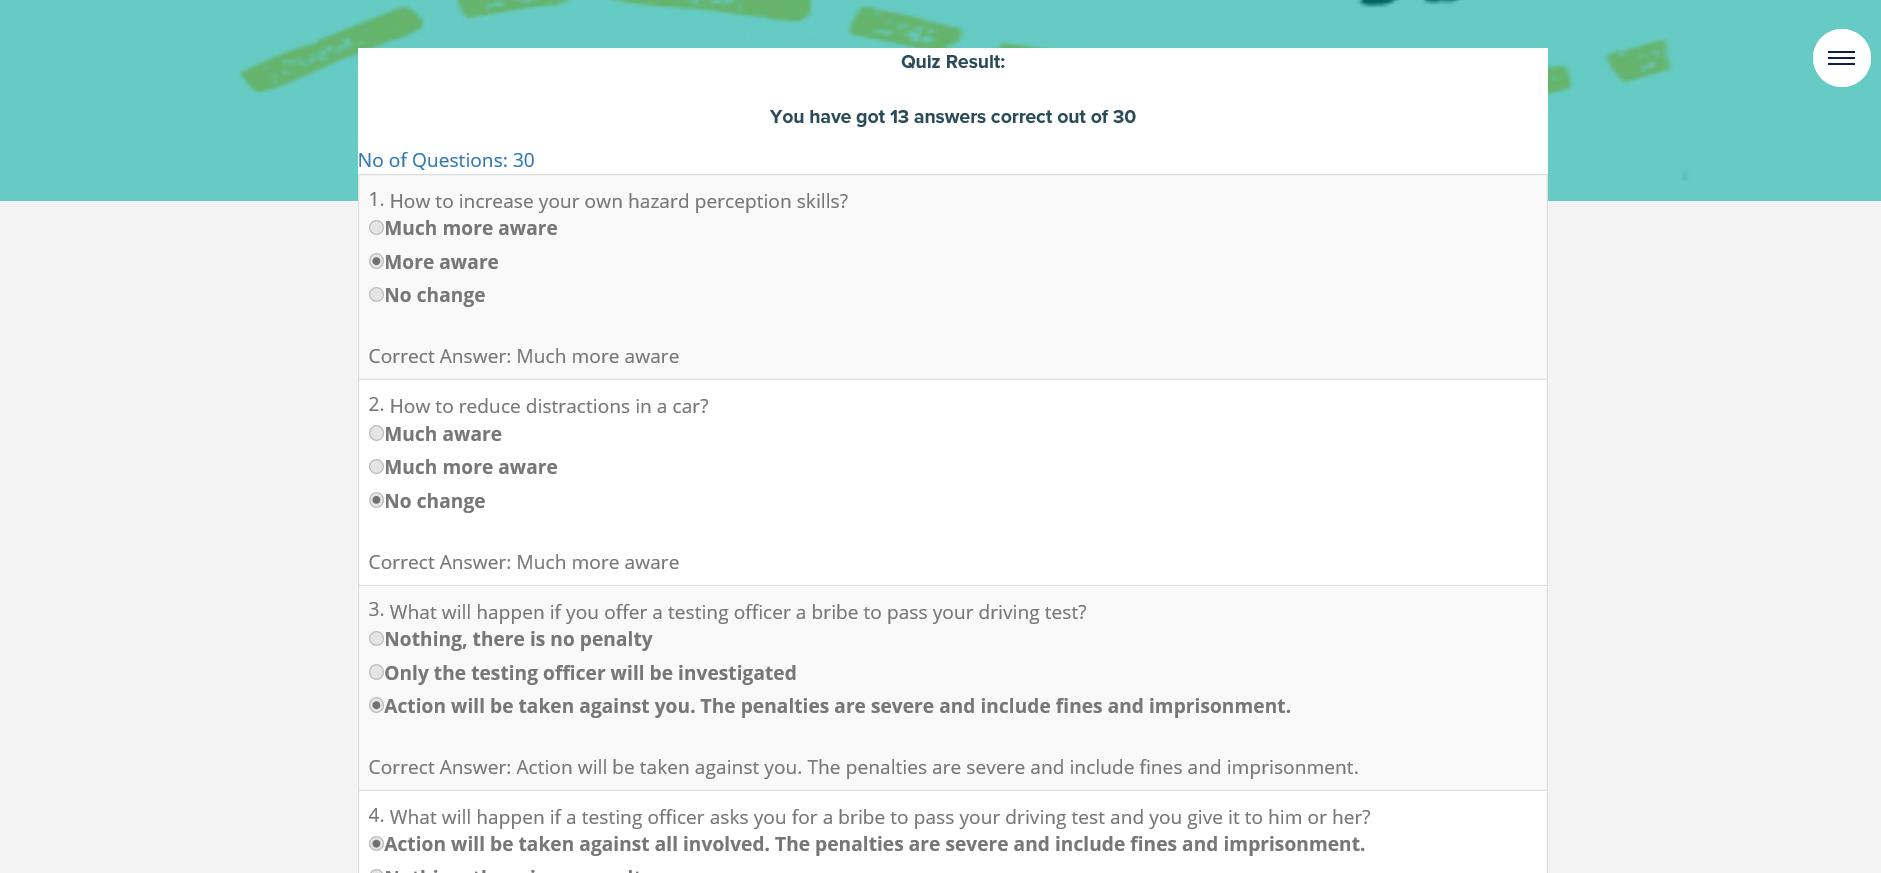 Quiz Result:
You have got 13 answers correct out of 30
No of Questions: 30
1. How to increase your own hazard perception skills?
Much more aware
More aware
No change
Correct Answer: Much more aware
2. How to reduce distractions in a car?
Much aware
Much more aware
No change
Correct Answer: Much more aware
3. What will happen if you offer a testing officer a bribe to pass your driving test?
Nothing, there is no penalty
Only the testing officer will be investigated
Action will be taken against you. The penalties are severe and include fines and imprisonment.
Correct Answer: Action will be taken against you. The penalties are severe and include fines and imprisonment.
4. What will happen if a testing officer asks you for a bribe to pass your driving test and you give it to him or her?
Action will be taken against all involved. The penalties are severe and include fines and imprisonment.